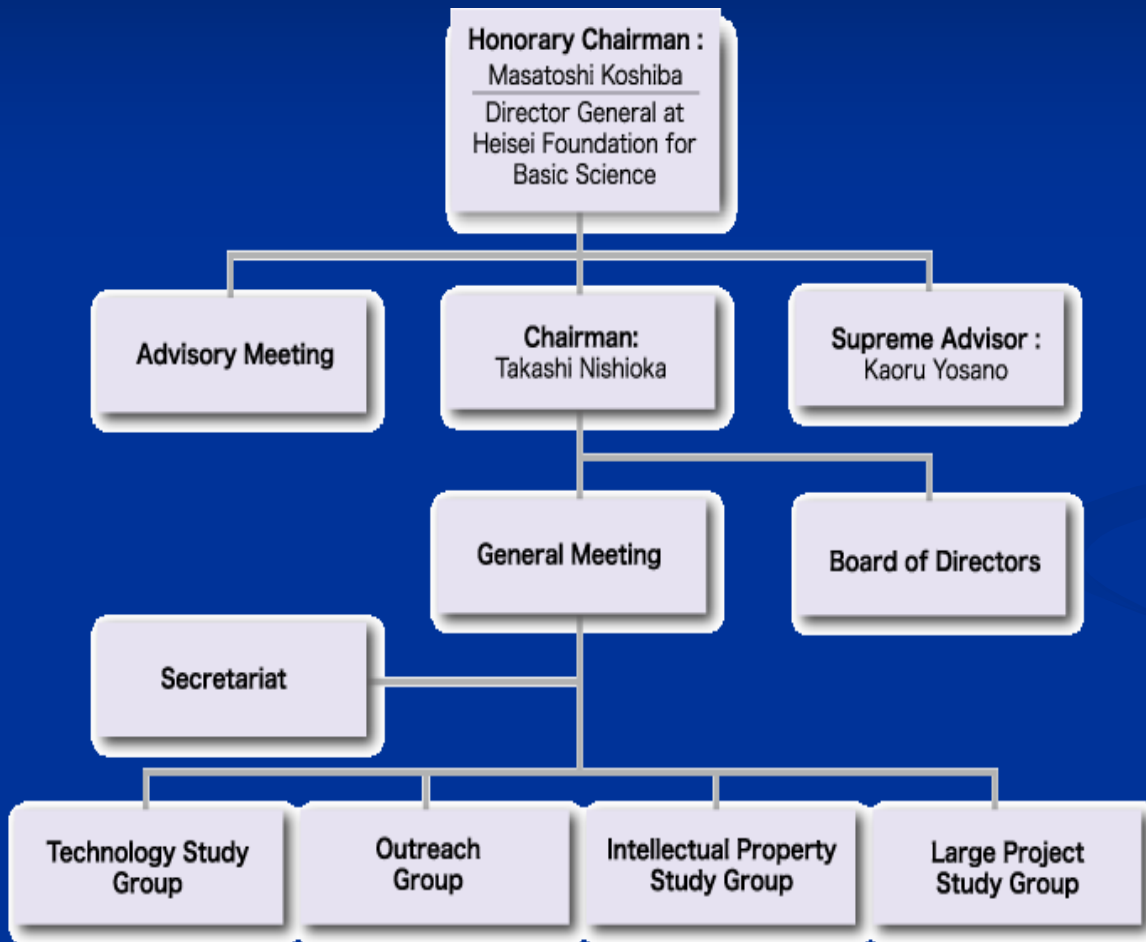 Honorary Chairman :
Masatoshi Koshiba
Director General at
Heisei Foundation for
Basic Science
Advisory Meeting
Chairman:
Takashi Nishioka
Supreme Advisor :
Kaoru Yosano
General Meeting
Board of Directors
Secretariat
Technology Study
Group
Outreach
Group
Intellectual Property
Study Group
Large Project
Study Group